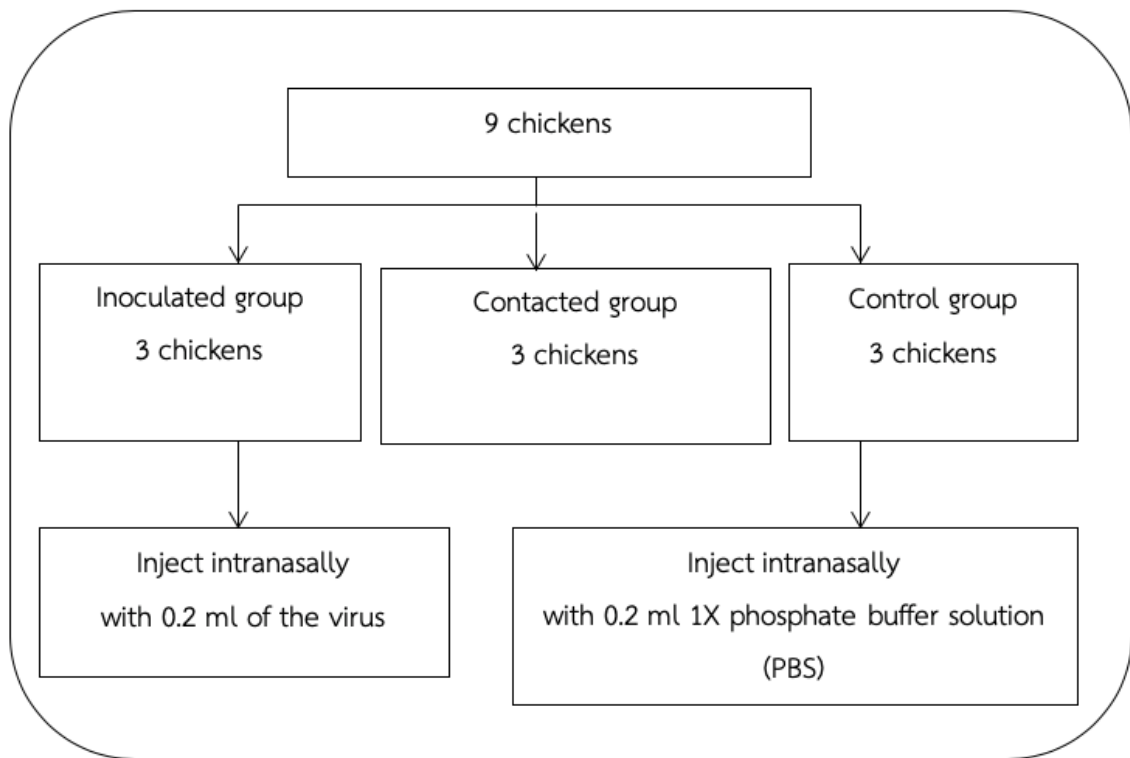 9 chickens
Inoculated group
3 chickens
Contacted group
3 chickens
Control group
3 chickens
Inject intranasally
with 0.2 ml of the virus
Inject intranasally
with 0.2 ml 1X phosphate buffer solution
(PBS)